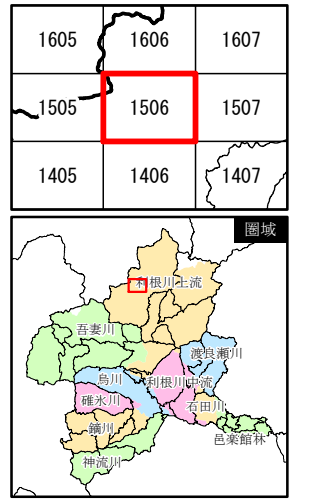 1605 1606 1607
1505 1506 1507
1405 1406 1407
圏域
利根川上流
吾妻川
渡良瀬川
烏川
利根川中流
碓氷川
石田川
鏑川
邑楽館林
神流川